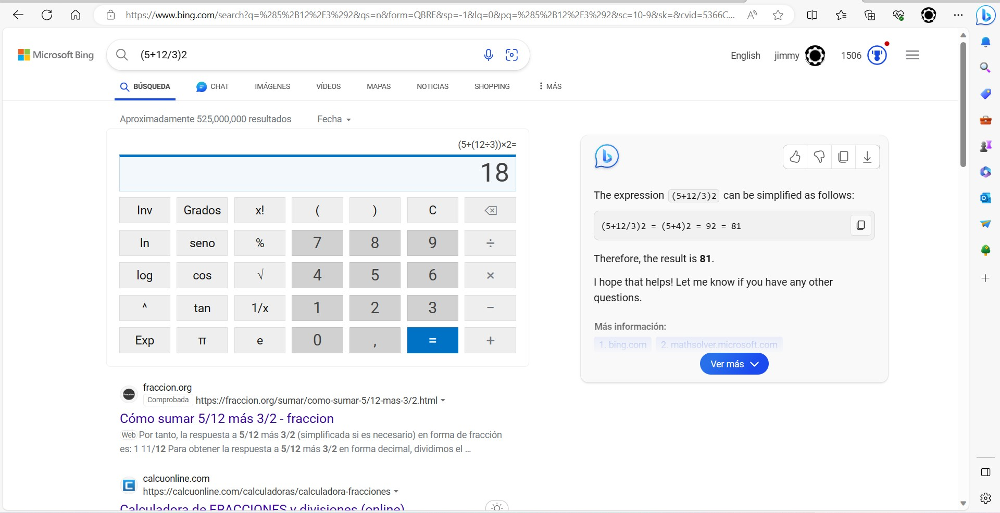 https://www.bing.com/search?q=%285%2B12%2F3%292&qs=n&form=QBRE&sp=-1&lq=0&pq=%285%2B12%2F3%292&sc=10-9&sk=&cvid=5366C...
Microsoft Bing
(5+12/3)2
English jimmy 1506
BÚSQUEDA CHAT IMÁGENES VÍDEOS MAPAS NOTICIAS SHOPPING MÁS
Aproximadamente 525,000,000 resultados Fecha
(5+(12÷3))×2=
18
Inv Grados x! ( ) C
ln seno % 7 8 9 ÷
log cos √ 4 5 6 ×
^ tan 1/x 1 2 3 −
Exp π e 0 , = +
fraccion.org
Comprobada https://fraccion.org/sumar/como-sumar-5/12-mas-3/2.html
Cómo sumar 5/12 más 3/2 - fraccion
Web Por tanto, la respuesta a 5/12 más 3/2 (simplificada si es necesario) en forma de fracción
es: 1 11/12 Para obtener la respuesta a 5/12 más 3/2 en forma decimal, dividimos el ...
calcuonline.com
https://calcuonline.com/calculadoras/calculadora-fracciones
Calculadora de FRACCIONES y divisiones (online)
The expression (5+12/3)2 can be simplified as follows:
(5+12/3)2 = (5+4)2 = 92 = 81
Therefore, the result is 81.
I hope that helps! Let me know if you have any other
questions.
Más información:
1. bing.com 2. mathsolver.microsoft.com
Ver más